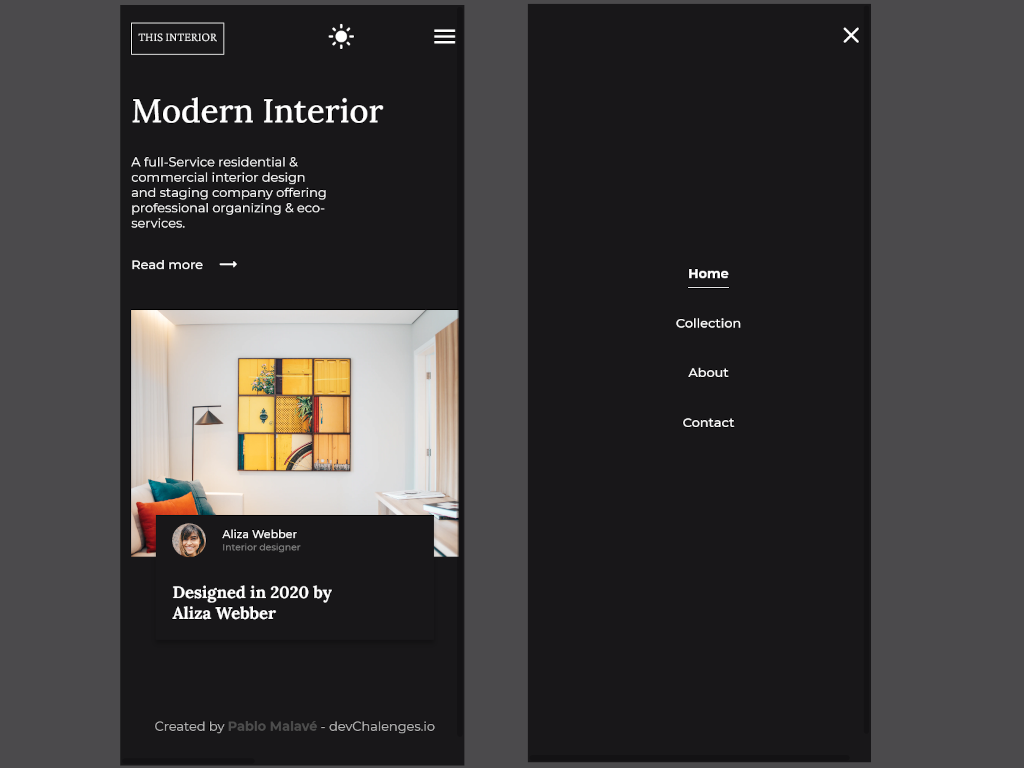 THIS INTERIOR
Modern Interior
A full-Service residential &
commercial interior design
and staging company offering
professional organizing & eco-
services.
Read more
Aliza Webber
Interior designer
Designed in 2020 by
Aliza Webber
Created by Pablo Malavé - devChalenges.io
Home
Collection
About
Contact